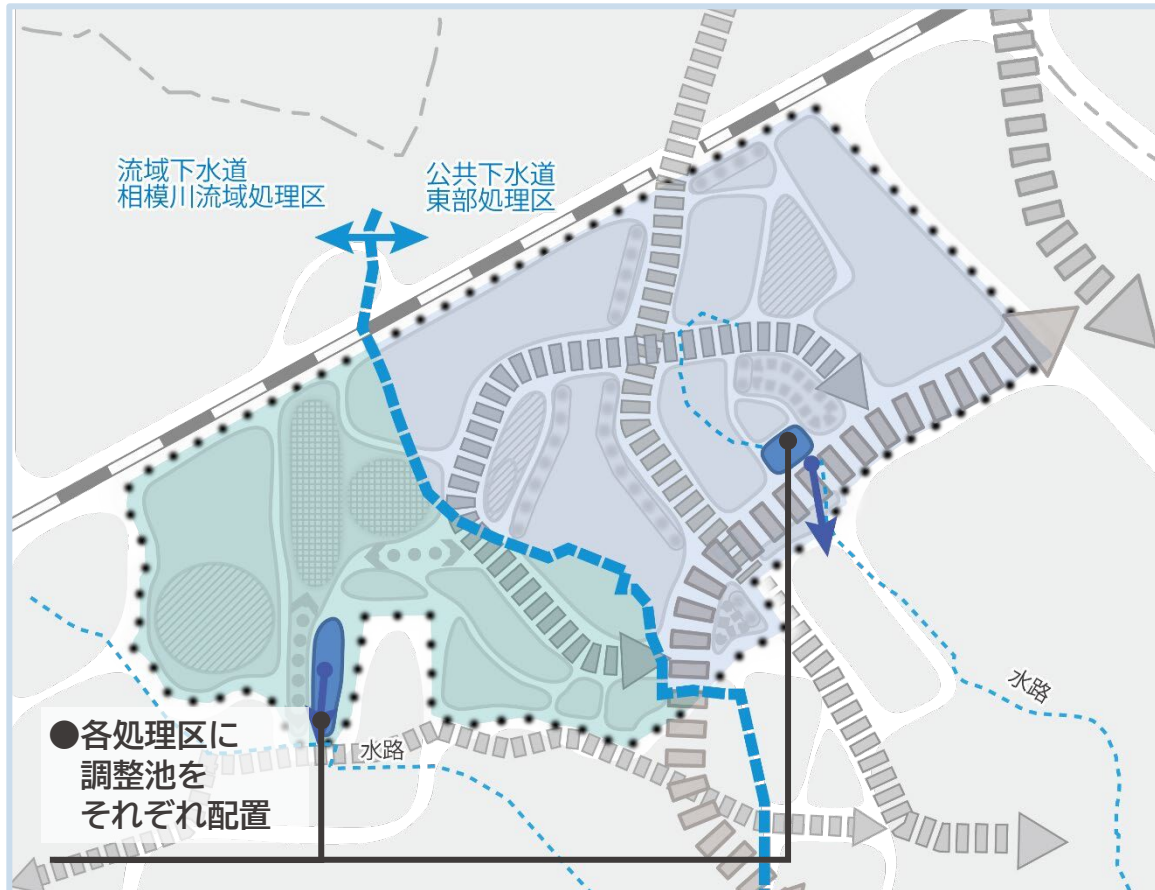 流域下水道
相模川流域処理区
公共下水道
東部処理区
水路
水路
●各処理区に
調整池を
それぞれ配置